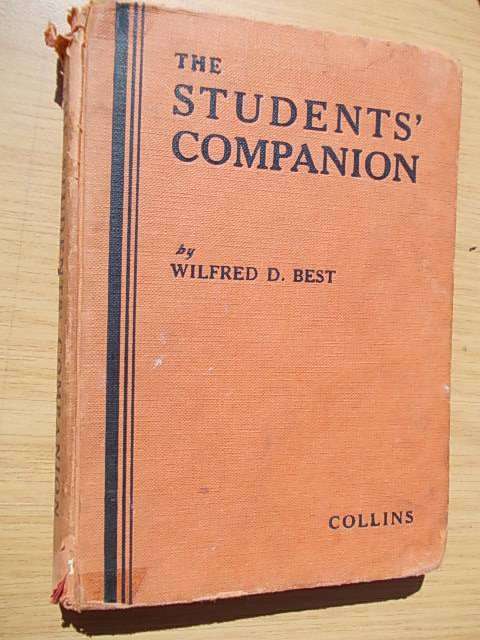 THE
STUDENTS'
COMPANION
by
WILFRED D. BEST
COLLINS